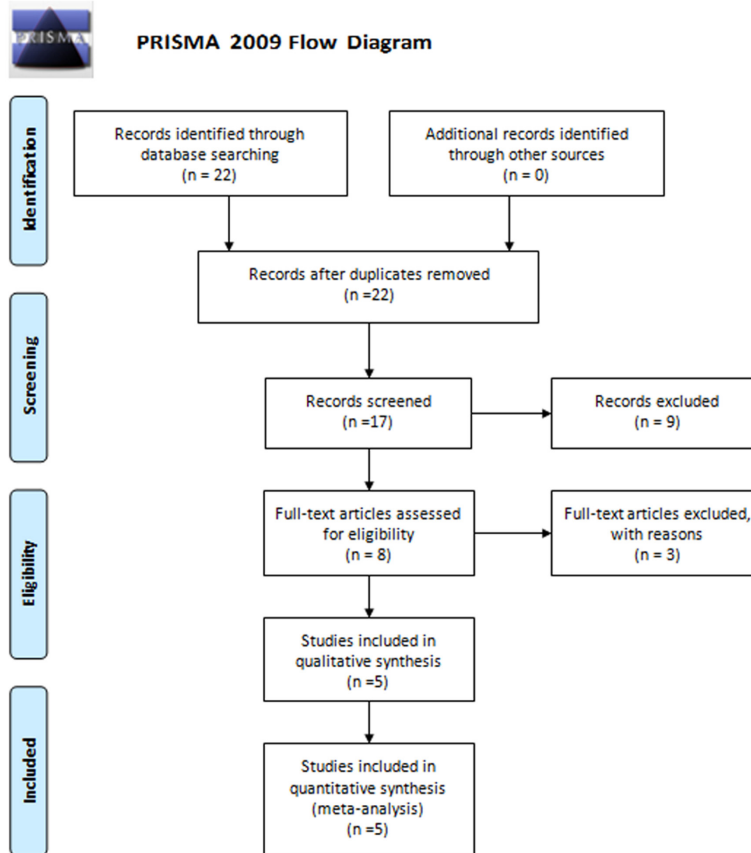 PRISMA
PRISMA 2009 Flow Diagram
Identification
Records identified through
database searching
(n = 22)
Additional records identified
through other sources
(n = 0)
Records after duplicates removed
(n =22)
Screening
Records screened
(n =17)
Records excluded
(n = 9)
Eligibility
Full-text articles assessed
for eligibility
(n = 8)
Full-text articles excluded,
with reasons
(n = 3)
Studies included in
qualitative synthesis
(n =5)
Included
Studies included in
quantitative synthesis
(meta-analysis)
(n =5)